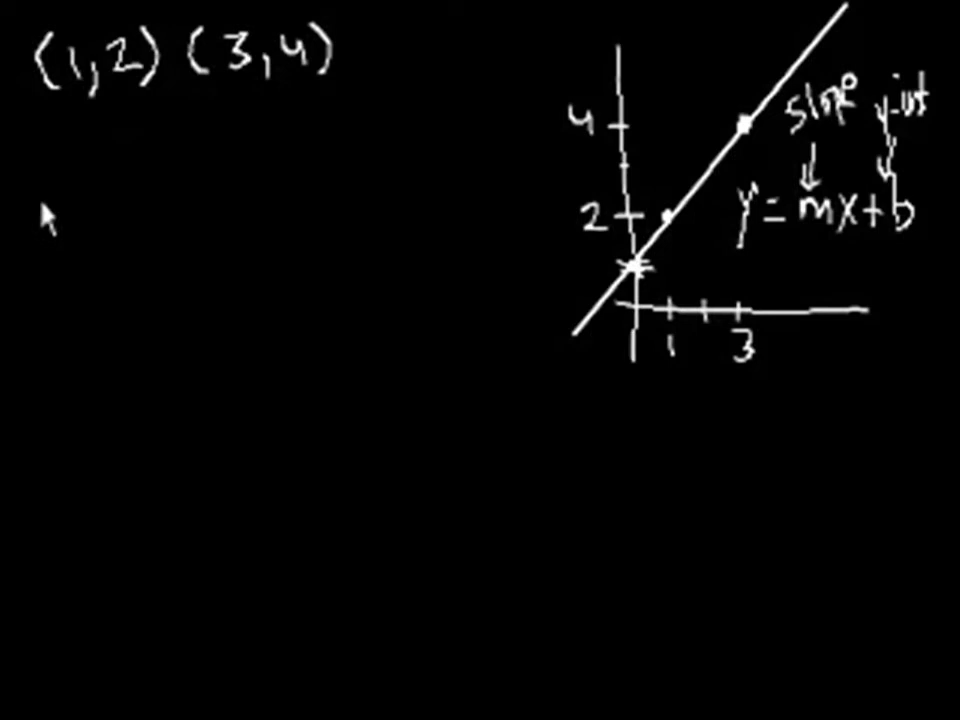 (1,2) (3,4)
slope y-int
4
y = mx + b
2
1 3